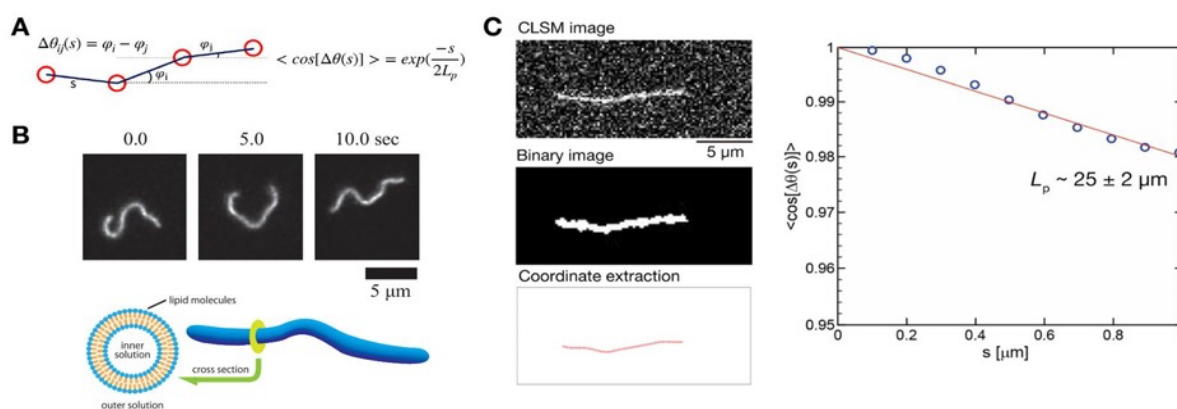 A
Δθij(s) = φi − φj
φj
φi
s
< cos[Δθ(s)] > = exp(−s/2Lp)
B
0.0
5.0
10.0 sec
5 μm
lipid molecules
inner
solution
cross section
outer solution
C
CLSM image
5 μm
Binary image
Coordinate extraction
1
0.99
0.98
0.97
0.96
0.95
<cos[Δθ(s)]>
Lp ~ 25 ± 2 μm
0
0.2
0.4
0.6
0.8
s [μm]